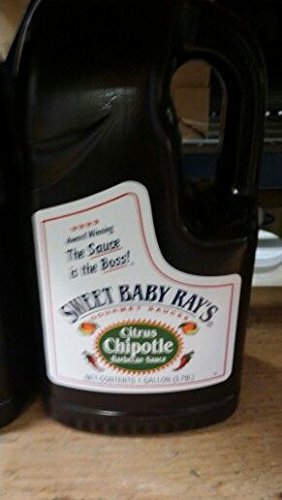 Award Winning
The Sauce
is the Boss!
SWEET BABY RAY'S
GOURMET SAUCES
Citrus
Chipotle
Barbecue Sauce
NET CONTENTS 1 GALLON (3.79L)